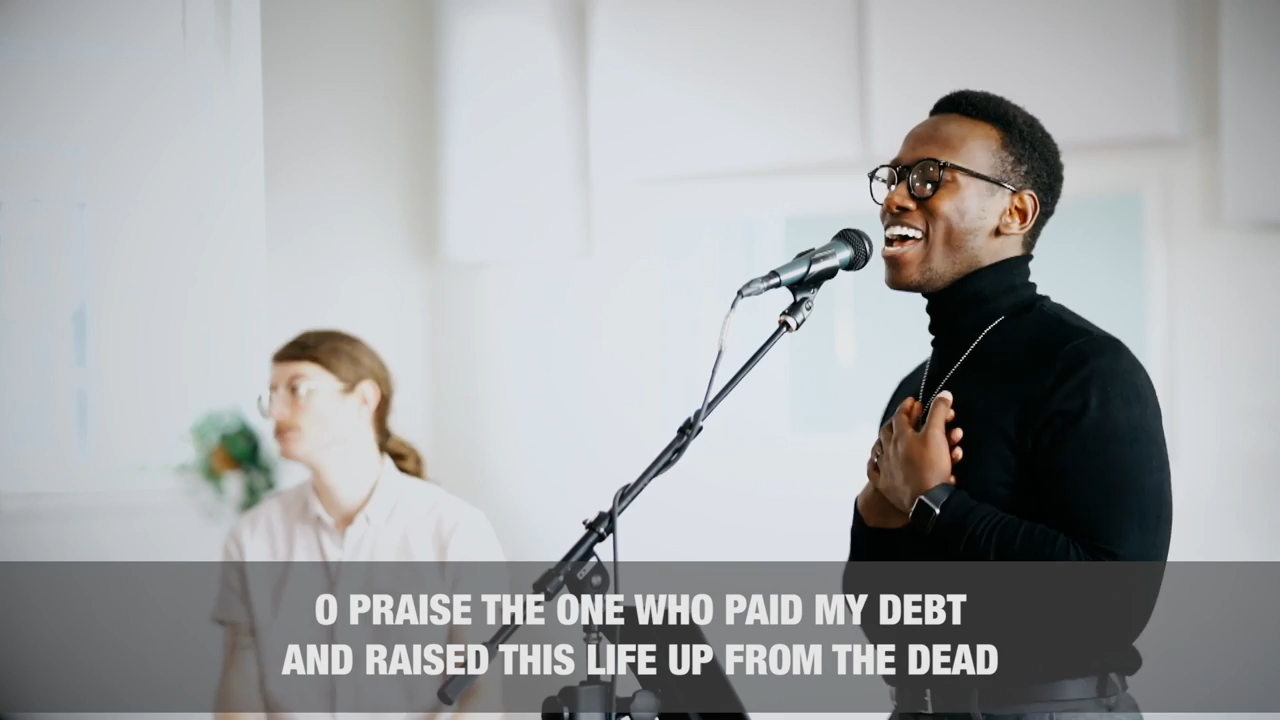 O PRAISE THE ONE WHO PAID MY DEBT
AND RAISED THIS LIFE UP FROM THE DEAD